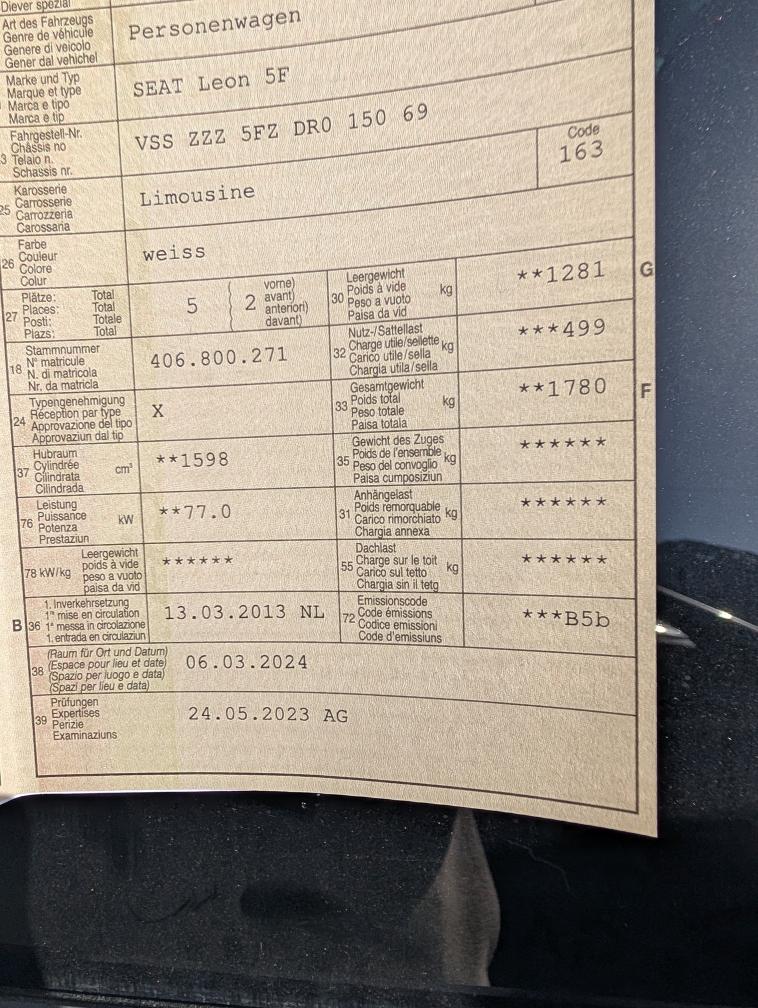 Diever spezial
Art des Fahrzeugs
Genre de véhicule
Genere di veicolo
Gener dal vehichel
Personenwagen
Marke und Typ
Marque et type
Marca e tipo
Marca e tip
SEAT Leon 5F
Fahrgestell-Nr.
Châssis no
3 Telaio n.
Schassis nr.
VSS ZZZ 5FZ DR0 150 69
Code
163
Karosserie
25 Carrosserie
Carrozzeria
Carossaria
Limousine
Farbe
26 Couleur
Colore
Colur
weiss
Plätze: Total
27 Places: Total
Posti: Totale
Plazs: Total
5
2
vorne)
avant)
anteriori)
davant)
Leergewicht
30 Poids à vide kg
Peso a vuoto
Paisa da vid
**1281
G
Stammnummer
18 N° matricule
N. di matricola
Nr. da matricla
406.800.271
Nutz-/Sattellast
32 Charge utile/sellette kg
Carico utile/sella
Chargia utila/sella
***499
Typengenehmigung
24 Réception par type
Approvazione del tipo
Approvaziun dal tip
X
Gesamtgewicht
33 Poids total kg
Peso totale
Paisa totala
**1780
F
Hubraum
37 Cylindrée cm³
Cilindrata
Cilindrada
**1598
Gewicht des Zuges
35 Poids de l'ensemble kg
Peso del convoglio
Paisa cumposiziun
******
Leistung
76 Puissance kW
Potenza
Prestaziun
**77.0
Anhängelast
31 Poids remorquable kg
Carico rimorchiato
Chargia annexa
******
Leergewicht
78 kW/kg poids à vide
peso a vuoto
paisa da vid
******
Dachlast
55 Charge sur le toit kg
Carico sul tetto
Chargia sin il tetg
******
1. Inverkehrsetzung
B 36 1re mise en circulation
1a messa in circolazione
1. entrada en circulaziun
13.03.2013 NL
Emissionscode
72 Code émissions
Codice emissioni
Code d'emissiuns
***B5b
(Raum für Ort und Datum)
38 (Espace pour lieu et date)
(Spazio per luogo e data)
(Spazi per lieu e data)
06.03.2024
Prüfungen
39 Expertises
Perizie
Examinaziuns
24.05.2023 AG